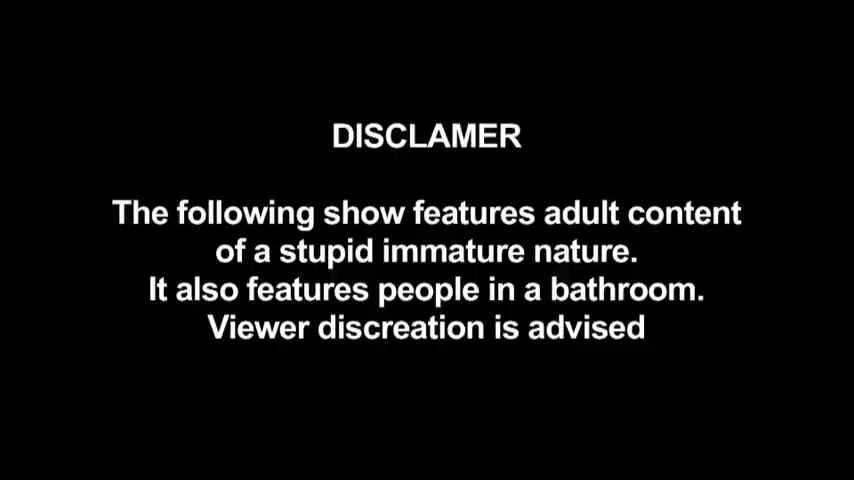 DISCLAMER
The following show features adult content
of a stupid immature nature.
It also features people in a bathroom.
Viewer discreation is advised